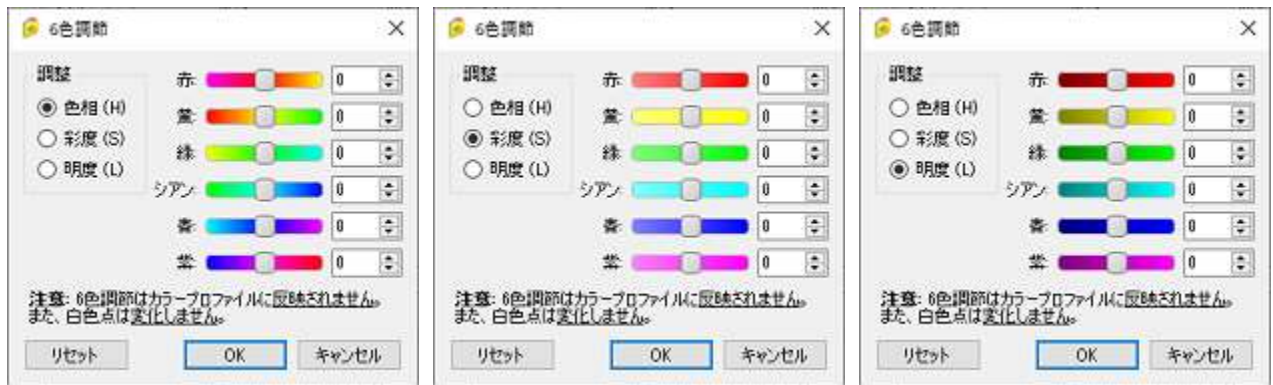 6色調節
調整
色相 (H)
彩度 (S)
明度 (L)
赤:
黄:
緑:
シアン:
青:
紫:
0
0
0
0
0
0
注意: 6色調節はカラープロファイルに反映されません。
また、白色点は変化しません。
リセット
OK
キャンセル
6色調節
調整
色相 (H)
彩度 (S)
明度 (L)
赤:
黄:
緑:
シアン:
青:
紫:
0
0
0
0
0
0
注意: 6色調節はカラープロファイルに反映されません。
また、白色点は変化しません。
リセット
OK
キャンセル
6色調節
調整
色相 (H)
彩度 (S)
明度 (L)
赤:
黄:
緑:
シアン:
青:
紫:
0
0
0
0
0
0
注意: 6色調節はカラープロファイルに反映されません。
また、白色点は変化しません。
リセット
OK
キャンセル